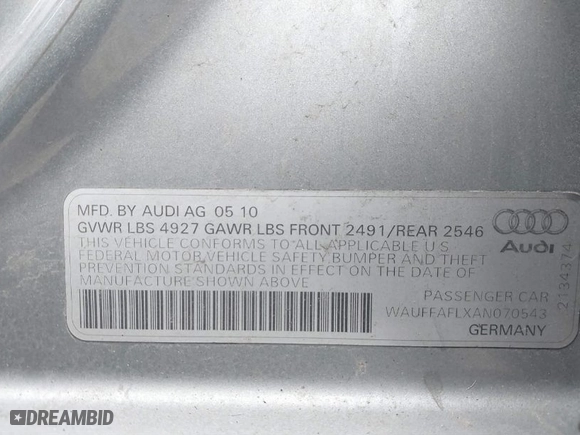 MFD. BY AUDI AG 05 10
GVWR LBS 4927 GAWR LBS FRONT 2491/REAR 2546
THIS VEHICLE CONFORMS TO ALL APPLICABLE U.S.
FEDERAL MOTOR VEHICLE SAFETY, BUMPER AND THEFT
PREVENTION STANDARDS IN EFFECT ON THE DATE OF
MANUFACTURE SHOWN ABOVE
Audi
PASSENGER CAR
WAUFFAFLXAN070543
GERMANY
2134374
DREAMBID